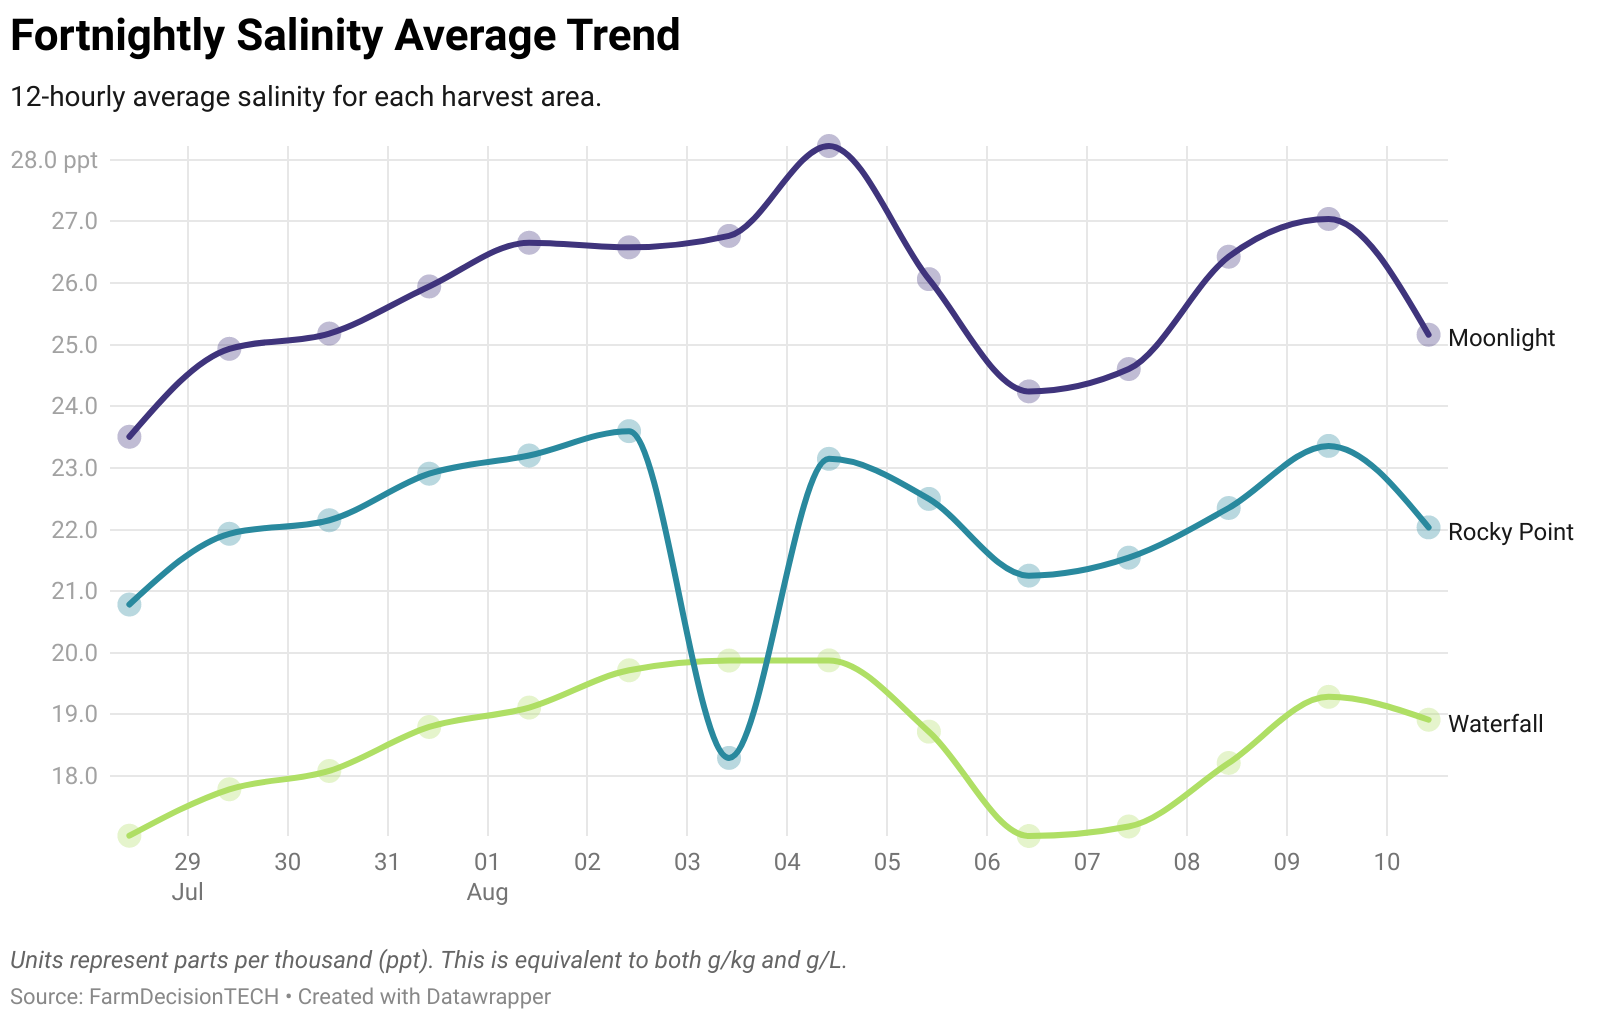 Fortnightly Salinity Average Trend
12-hourly average salinity for each harvest area.
28.0 ppt
27.0
26.0
25.0
24.0
23.0
22.0
21.0
20.0
19.0
18.0
Moonlight
Rocky Point
Waterfall
29 30 31 01 02 03 04 05 06 07 08 09 10
Jul Aug
Units represent parts per thousand (ppt). This is equivalent to both g/kg and g/L.
Source: FarmDecisionTECH • Created with Datawrapper